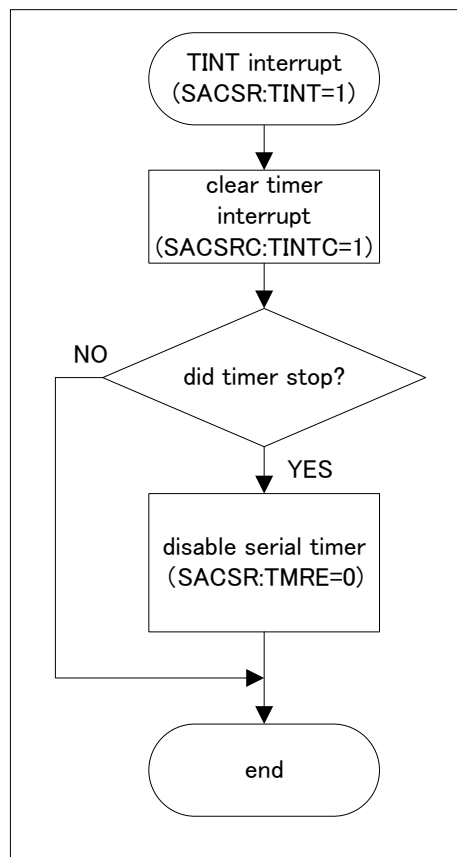 TINT interrupt
(SACSR:TINT=1)
clear timer
interrupt
(SACSRC:TINTC=1)
NO
did timer stop?
YES
disable serial timer
(SACSR:TMRE=0)
end